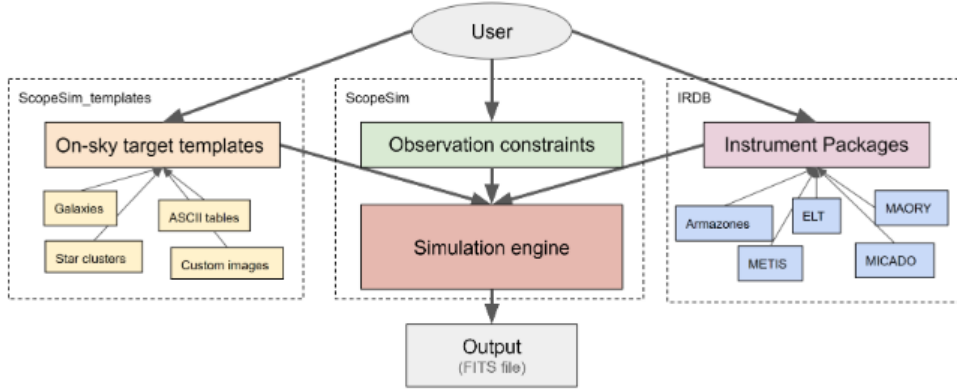 User
ScopeSim_templates
ScopeSim
IRDB
On-sky target templates
Observation constraints
Instrument Packages
Galaxies
ASCII tables
Star clusters
Custom images
Simulation engine
Armazones
ELT
MAORY
METIS
MICADO
Output
(FITS file)